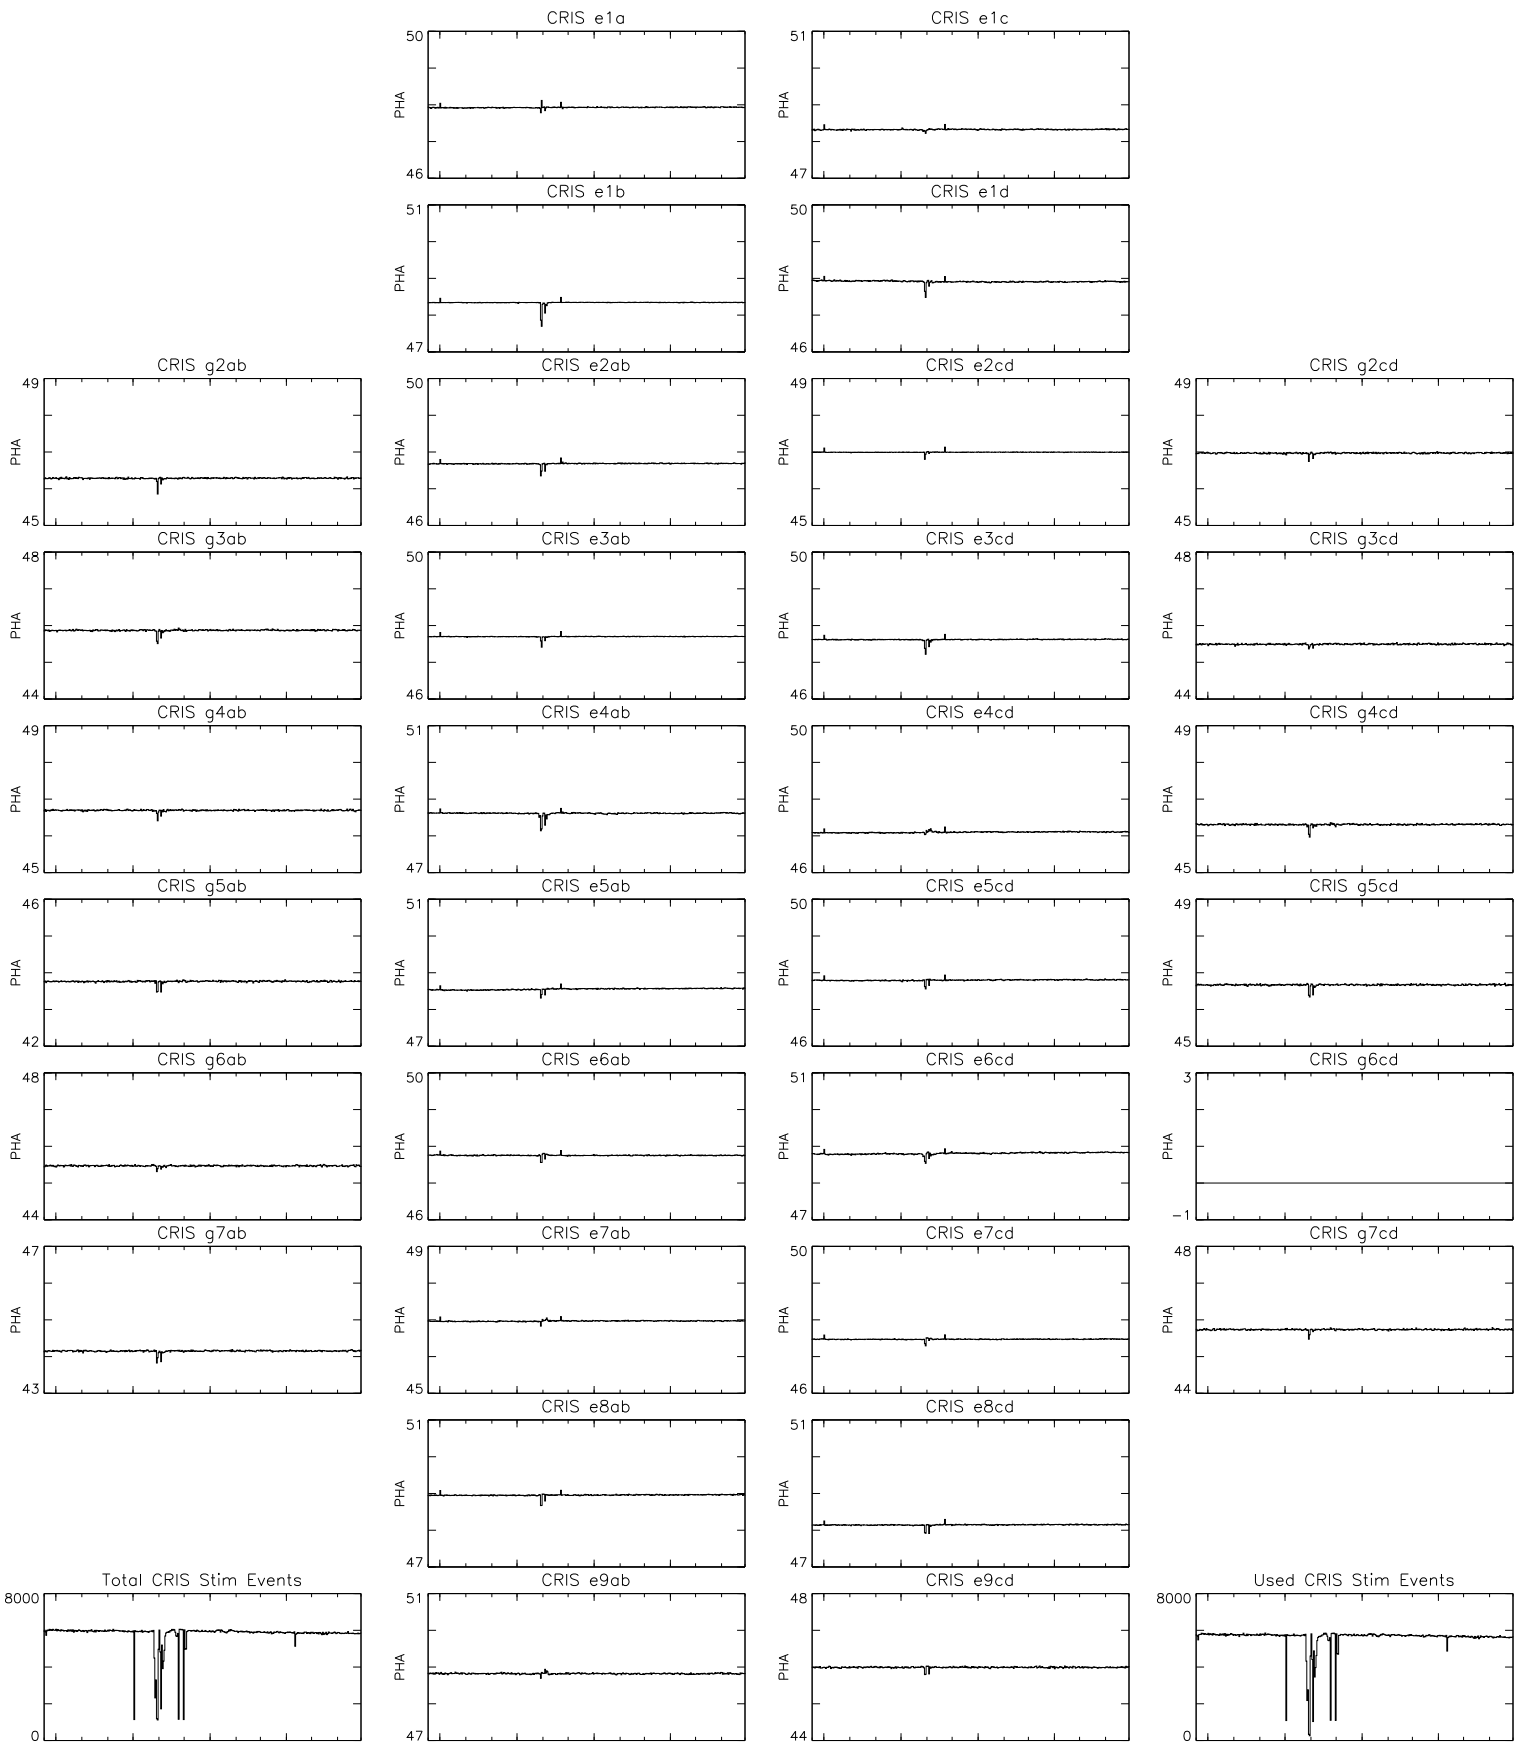 CRIS e1a
50
PHA
46
CRIS e1c
51
PHA
47
CRIS e1b
51
PHA
47
CRIS e1d
50
PHA
46
CRIS g2ab
49
PHA
45
CRIS e2ab
50
PHA
46
CRIS e2cd
49
PHA
45
CRIS g2cd
49
PHA
45
CRIS g3ab
48
PHA
44
CRIS e3ab
50
PHA
46
CRIS e3cd
50
PHA
46
CRIS g3cd
48
PHA
44
CRIS g4ab
49
PHA
45
CRIS e4ab
51
PHA
47
CRIS e4cd
50
PHA
46
CRIS g4cd
49
PHA
45
CRIS g5ab
46
PHA
42
CRIS e5ab
51
PHA
47
CRIS e5cd
50
PHA
46
CRIS g5cd
49
PHA
45
CRIS g6ab
48
PHA
44
CRIS e6ab
50
PHA
46
CRIS e6cd
51
PHA
47
CRIS g6cd
3
PHA
-1
CRIS g7ab
47
PHA
43
CRIS e7ab
49
PHA
45
CRIS e7cd
50
PHA
46
CRIS g7cd
48
PHA
44
CRIS e8ab
51
PHA
47
CRIS e8cd
51
PHA
47
Total CRIS Stim Events
8000
0
CRIS e9ab
51
PHA
47
CRIS e9cd
48
PHA
44
Used CRIS Stim Events
8000
0